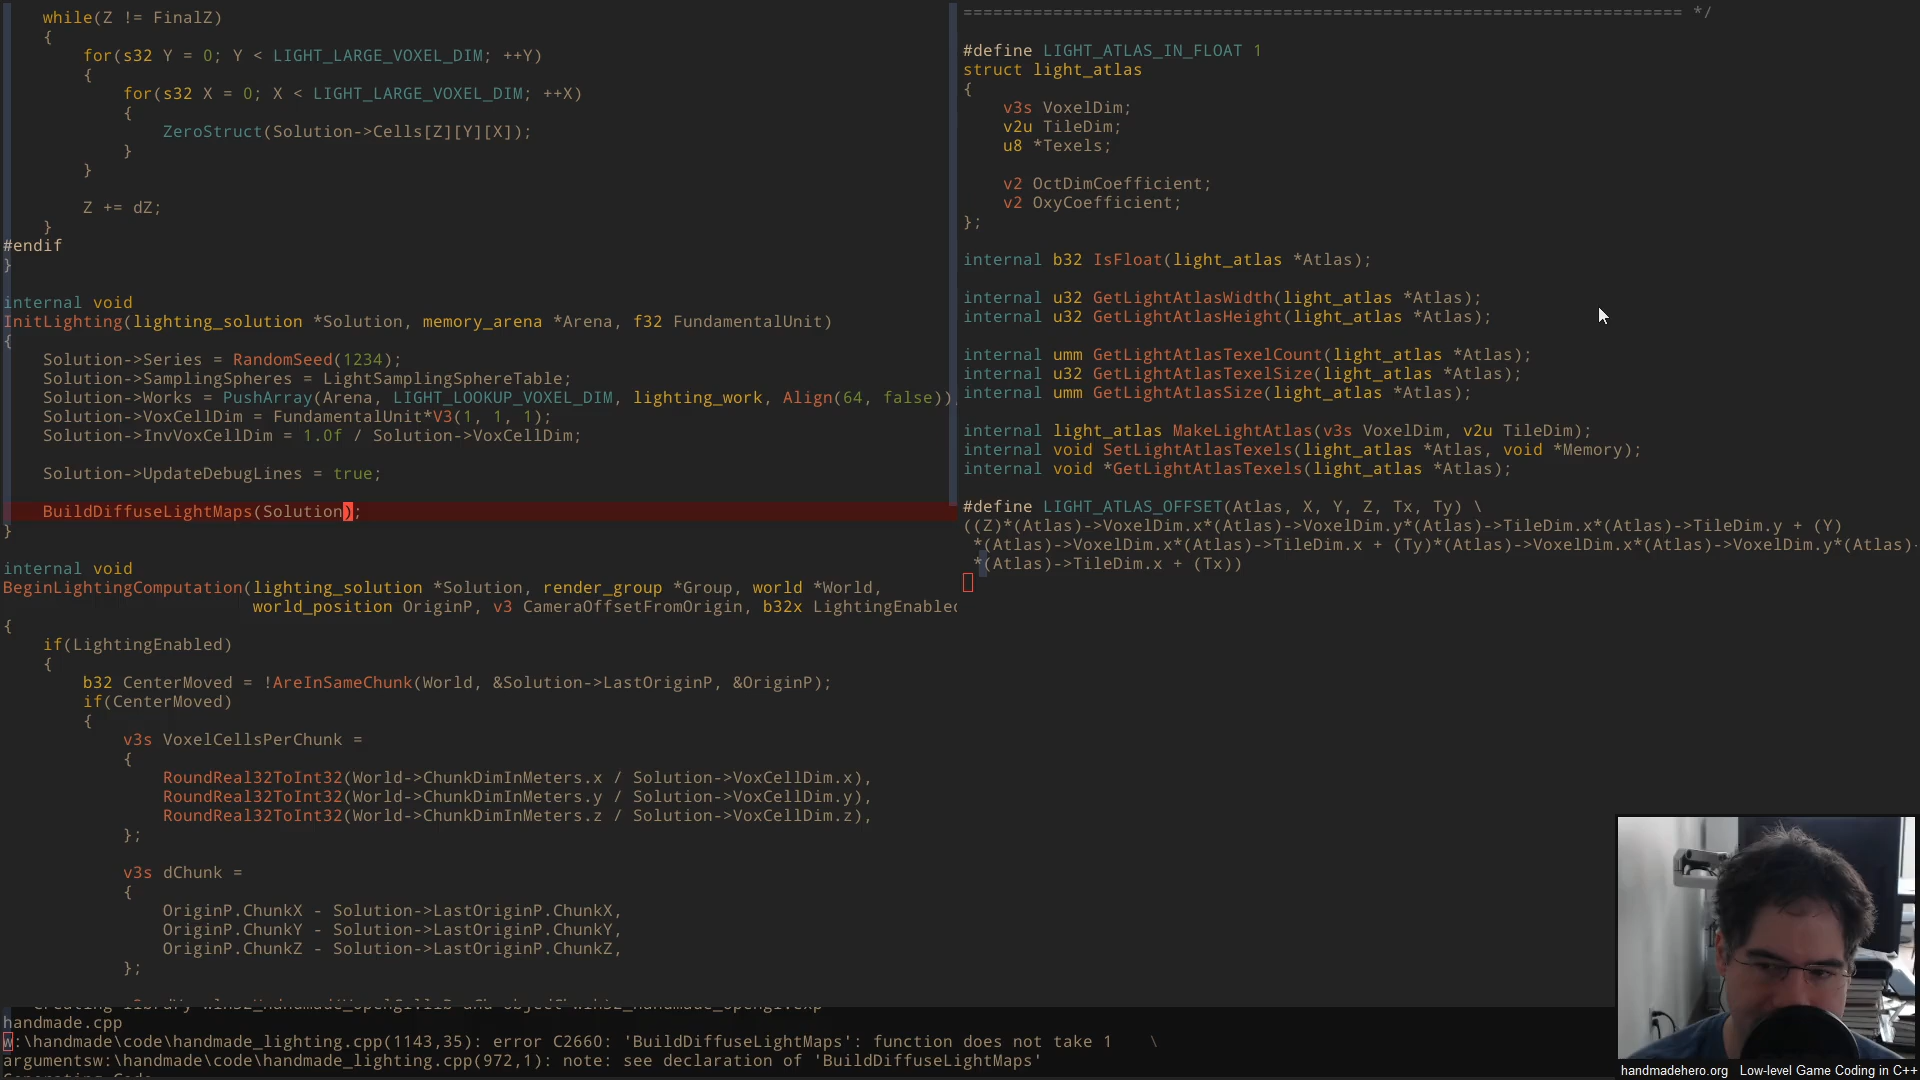 while(Z != FinalZ)
{
for(s32 Y = 0; Y < LIGHT_LARGE_VOXEL_DIM; ++Y)
{
for(s32 X = 0; X < LIGHT_LARGE_VOXEL_DIM; ++X)
{
ZeroStruct(Solution->Cells[Z][Y][X]);
}
}
Z += dZ;
}
#endif
}
internal void
InitLighting(lighting_solution *Solution, memory_arena *Arena, f32 FundamentalUnit)
{
Solution->Series = RandomSeed(1234);
Solution->SamplingSpheres = LightSamplingSphereTable;
Solution->Works = PushArray(Arena, LIGHT_LOOKUP_VOXEL_DIM, lighting_work, Align(64, false));
Solution->VoxCellDim = FundamentalUnit*V3(1, 1, 1);
Solution->InvVoxCellDim = 1.0f / Solution->VoxCellDim;
Solution->UpdateDebugLines = true;
BuildDiffuseLightMaps(Solution);
}
internal void
BeginLightingComputation(lighting_solution *Solution, render_group *Group, world *World,
world_position OriginP, v3 CameraOffsetFromOrigin, b32x LightingEnabled
{
if(LightingEnabled)
{
b32 CenterMoved = !AreInSameChunk(World, &Solution->LastOriginP, &OriginP);
if(CenterMoved)
{
v3s VoxelCellsPerChunk =
{
RoundReal32ToInt32(World->ChunkDimInMeters.x / Solution->VoxCellDim.x),
RoundReal32ToInt32(World->ChunkDimInMeters.y / Solution->VoxCellDim.y),
RoundReal32ToInt32(World->ChunkDimInMeters.z / Solution->VoxCellDim.z),
};
v3s dChunk =
{
OriginP.ChunkX - Solution->LastOriginP.ChunkX,
OriginP.ChunkY - Solution->LastOriginP.ChunkY,
OriginP.ChunkZ - Solution->LastOriginP.ChunkZ,
};
======================================================================== */
#define LIGHT_ATLAS_IN_FLOAT 1
struct light_atlas
{
v3s VoxelDim;
v2u TileDim;
u8 *Texels;
v2 OctDimCoefficient;
v2 OxyCoefficient;
};
internal b32 IsFloat(light_atlas *Atlas);
internal u32 GetLightAtlasWidth(light_atlas *Atlas);
internal u32 GetLightAtlasHeight(light_atlas *Atlas);
internal umm GetLightAtlasTexelCount(light_atlas *Atlas);
internal u32 GetLightAtlasTexelSize(light_atlas *Atlas);
internal umm GetLightAtlasSize(light_atlas *Atlas);
internal light_atlas MakeLightAtlas(v3s VoxelDim, v2u TileDim);
internal void SetLightAtlasTexels(light_atlas *Atlas, void *Memory);
internal void *GetLightAtlasTexels(light_atlas *Atlas);
#define LIGHT_ATLAS_OFFSET(Atlas, X, Y, Z, Tx, Ty) \
((Z)*(Atlas)->VoxelDim.x*(Atlas)->VoxelDim.y*(Atlas)->TileDim.x*(Atlas)->TileDim.y + (Y)
*(Atlas)->VoxelDim.x*(Atlas)->TileDim.x + (Ty)*(Atlas)->VoxelDim.x*(Atlas)->VoxelDim.y*(Atlas)-
*(Atlas)->TileDim.x + (Tx))
handmade.cpp
w:\handmade\code\handmade_lighting.cpp(1143,35): error C2660: 'BuildDiffuseLightMaps': function does not take 1 \
argumentsw:\handmade\code\handmade_lighting.cpp(972,1): note: see declaration of 'BuildDiffuseLightMaps'
handmadehero.org Low-level Game Coding in C++